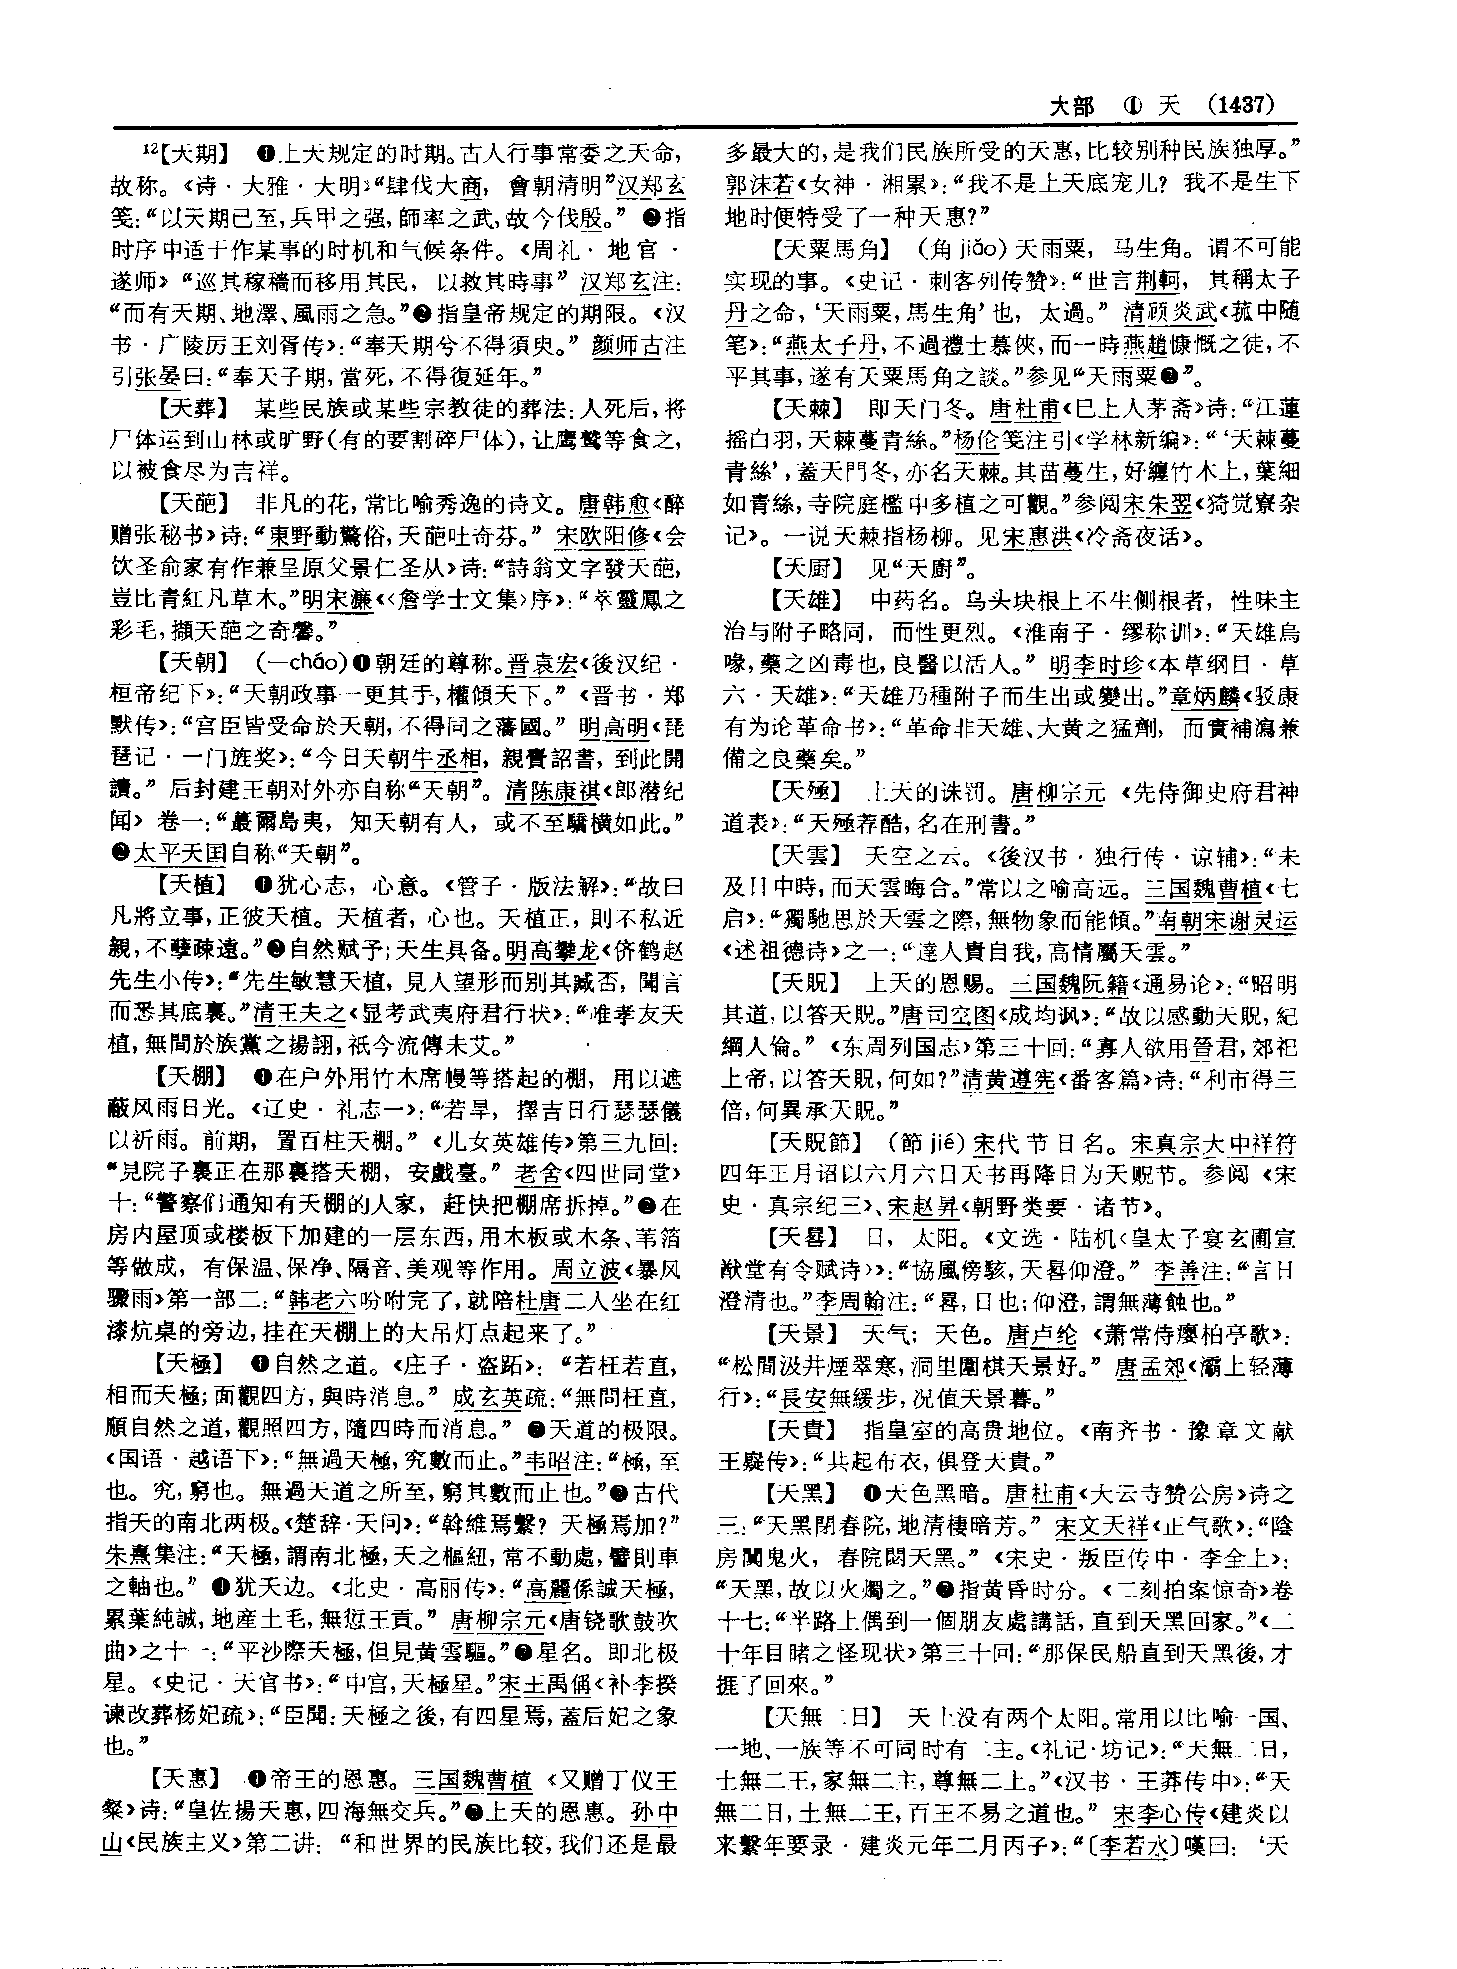 大部 ① 天 (1437)
12【天期】 ❶上天规定的时期。古人行事常委之天命，
故称。《诗·大雅·大明》“肆伐大商，會朝清明”汉郑玄
笺：“以天期已至，兵甲之强，師率之武，故今伐殷。” ❷指
时序中适于作某事的时机和气候条件。《周礼·地官·
遂师》“巡其稼穡而移用其民，以救其時事”汉郑玄注：
“而有天期、地澤、風雨之急。”❸指皇帝规定的期限。《汉
书·广陵厉王刘胥传》：“奉天期兮不得須臾。”颜师古注
引张晏曰：“奉天子期，當死，不得復延年。”
【天葬】 某些民族或某些宗教徒的葬法：人死后，将
尸体运到山林或旷野（有的要割碎尸体），让鹰鹫等食之，
以被食尽为吉祥。
【天葩】 非凡的花，常比喻秀逸的诗文。唐韩愈《醉
赠张秘书》诗：“東野動驚俗，天葩吐奇芬。” 宋欧阳修《会
饮圣俞家有作兼呈原父景仁圣从》诗：“詩翁文字發天葩，
豈比青紅凡草木。”明宋濂《〈詹学士文集〉序》：“萃靈鳳之
彩毛，擷天葩之奇馨。”
【天朝】 （—cháo）❶朝廷的尊称。晋袁宏《後汉纪·
桓帝纪下》：“天朝政事一更其手，權傾天下。”《晋书·郑
默传》：“宫臣皆受命於天朝，不得同之藩國。” 明高明《琵
琶记·一门旌奖》：“今日天朝牛丞相，親賫詔書，到此開
讀。” 后封建王朝对外亦自称“天朝”。清陈康祺《郎潜纪
闻》卷一：“蕞爾島夷，知天朝有人，或不至驕横如此。”
❷太平天国自称“天朝”。
【天植】 ❶犹心志，心意。《管子·版法解》：“故曰
凡將立事，正彼天植。天植者，心也。天植正，則不私近
親，不孽疎遠。”❷自然赋予；天生具备。明高攀龙《侪鹤赵
先生小传》：“先生敏慧天植，見人望形而别其臧否，聞言
而悉其底裏。”清王夫之《显考武夷府君行状》：“唯孝友天
植，無間於族黨之揚詡，祇今流傳未艾。”
【天棚】 ❶在户外用竹木席幔等搭起的棚，用以遮
蔽风雨日光。《辽史·礼志一》：“若旱，擇吉日行瑟瑟儀
以祈雨。前期，置百柱天棚。”《儿女英雄传》第三九回：
“見院子裏正在那裏搭天棚，安戲臺。” 老舍《四世同堂》
十：“警察们通知有天棚的人家，赶快把棚席拆掉。”❷在
房内屋顶或楼板下加建的一层东西，用木板或木条、苇箔
等做成，有保温、保净、隔音、美观等作用。周立波《暴风
骤雨》第一部二：“韩老六吩咐完了，就陪杜唐二人坐在红
漆炕桌的旁边，挂在天棚上的大吊灯点起来了。”
【天極】 ❶自然之道。《庄子·盗跖》：“若枉若直，
相而天極；面觀四方，與時消息。” 成玄英疏：“無問枉直，
順自然之道，觀照四方，隨四時而消息。” ❷天道的极限。
《国语·越语下》：“無過天極，究數而止。”韦昭注：“極，至
也。究，窮也。無過天道之所至，窮其數而止也。”❸古代
指天的南北两极。《楚辞·天问》：“斡維焉繫？天極焉加？”
朱熹集注：“天極，謂南北極，天之樞紐，常不動處，譬則車
之軸也。” ❹犹天边。《北史·高丽传》：“高麗係誠天極，
累葉純誠，地産土毛，無愆王貢。” 唐柳宗元《唐铙歌鼓吹
曲》之十一：“平沙際天極，但見黄雲驅。”❺星名。即北极
星。《史记·天官书》：“中宫，天極星。”宋王禹偁《补李揆
谏改葬杨妃疏》：“臣聞：天極之後，有四星焉，蓋后妃之象
也。”
【天惠】 ❶帝王的恩惠。三国魏曹植《又赠丁仪王
粲》诗：“皇佐揚天惠，四海無交兵。”❷上天的恩惠。孙中
山《民族主义》第二讲：“和世界的民族比较，我们还是最
多最大的，是我们民族所受的天惠，比较别种民族独厚。”
郭沫若《女神·湘累》：“我不是上天底宠儿？我不是生下
地时便特受了一种天惠？”
【天粟馬角】 （角jiǎo）天雨粟，马生角。谓不可能
实现的事。《史记·刺客列传赞》：“世言荆軻，其稱太子
丹之命，‘天雨粟，馬生角’也，太過。” 清顾炎武《菰中随
笔》：“燕太子丹，不過禮士慕俠，而一時燕趙慷慨之徒，不
平其事，遂有天粟馬角之談。”参见“天雨粟❷”。
【天棘】 即天门冬。唐杜甫《巳上人茅斋》诗：“江蓮
摇白羽，天棘蔓青絲。”杨伦笺注引《学林新编》：“‘天棘蔓
青絲’，蓋天門冬，亦名天棘。其苗蔓生，好纏竹木上，葉細
如青絲，寺院庭檻中多植之可觀。”参阅宋朱翌《猗觉寮杂
记》。一说天棘指杨柳。见宋惠洪《冷斋夜话》。
【天厨】 见“天廚”。
【天雄】 中药名。乌头块根上不生侧根者，性味主
治与附子略同，而性更烈。《淮南子·缪称训》：“天雄烏
喙，藥之凶毒也，良醫以活人。” 明李时珍《本草纲目·草
六·天雄》：“天雄乃種附子而生出或變出。”章炳麟《驳康
有为论革命书》：“革命非天雄、大黄之猛劑，而實補瀉兼
備之良藥矣。”
【天殛】 上天的诛罚。唐柳宗元《先侍御史府君神
道表》：“天殛荐酷，名在刑書。”
【天雲】 天空之云。《後汉书·独行传·谅辅》：“未
及日中時，而天雲晦合。”常以之喻高远。三国魏曹植《七
启》：“獨馳思於天雲之際，無物象而能傾。”南朝宋谢灵运
《述祖德诗》之一：“達人貴自我，高情屬天雲。”
【天貺】 上天的恩赐。三国魏阮籍《通易论》：“昭明
其道，以答天貺。”唐司空图《成均讽》：“故以感動天貺，紀
綱人倫。”《东周列国志》第三十回：“寡人欲用晉君，郊祀
上帝，以答天貺，何如？”清黄遵宪《番客篇》诗：“利市得三
倍，何異承天貺。”
【天貺節】 （節jié）宋代节日名。宋真宗大中祥符
四年正月诏以六月六日天书再降日为天贶节。参阅《宋
史·真宗纪三》、宋赵昇《朝野类要·诸节》。
【天晷】 日，太阳。《文选·陆机〈皇太子宴玄圃宣
猷堂有令赋诗〉》：“協風傍駭，天晷仰澄。” 李善注：“言日
澄清也。”李周翰注：“晷，日也；仰澄，謂無薄蝕也。”
【天景】 天气；天色。唐卢纶《萧常侍瘿柏亭歌》：
“松間汲井煙翠寒，洞里圍棋天景好。” 唐孟郊《灞上轻薄
行》：“長安無緩步，况值天景暮。”
【天貴】 指皇室的高贵地位。《南齐书·豫章文献
王嶷传》：“共起布衣，俱登天貴。”
【天黑】 ❶天色黑暗。唐杜甫《大云寺赞公房》诗之
三：“天黑閉春院，地清棲暗芳。” 宋文天祥《正气歌》：“陰
房闃鬼火，春院閟天黑。”《宋史·叛臣传中·李全上》：
“天黑，故以火燭之。”❷指黄昏时分。《二刻拍案惊奇》卷
十七：“半路上偶到一個朋友處講話，直到天黑回家。”《二
十年目睹之怪现状》第三十回：“那保民船直到天黑後，才
捱了回來。”
【天無二日】 天上没有两个太阳。常用以比喻一国、
一地、一族等不可同时有二主。《礼记·坊记》：“天無二日，
土無二王，家無二主，尊無二上。”《汉书·王莽传中》：“天
無二日，土無二王，百王不易之道也。” 宋李心传《建炎以
来繫年要录·建炎元年二月丙子》：“〔李若水〕嘆曰：‘天